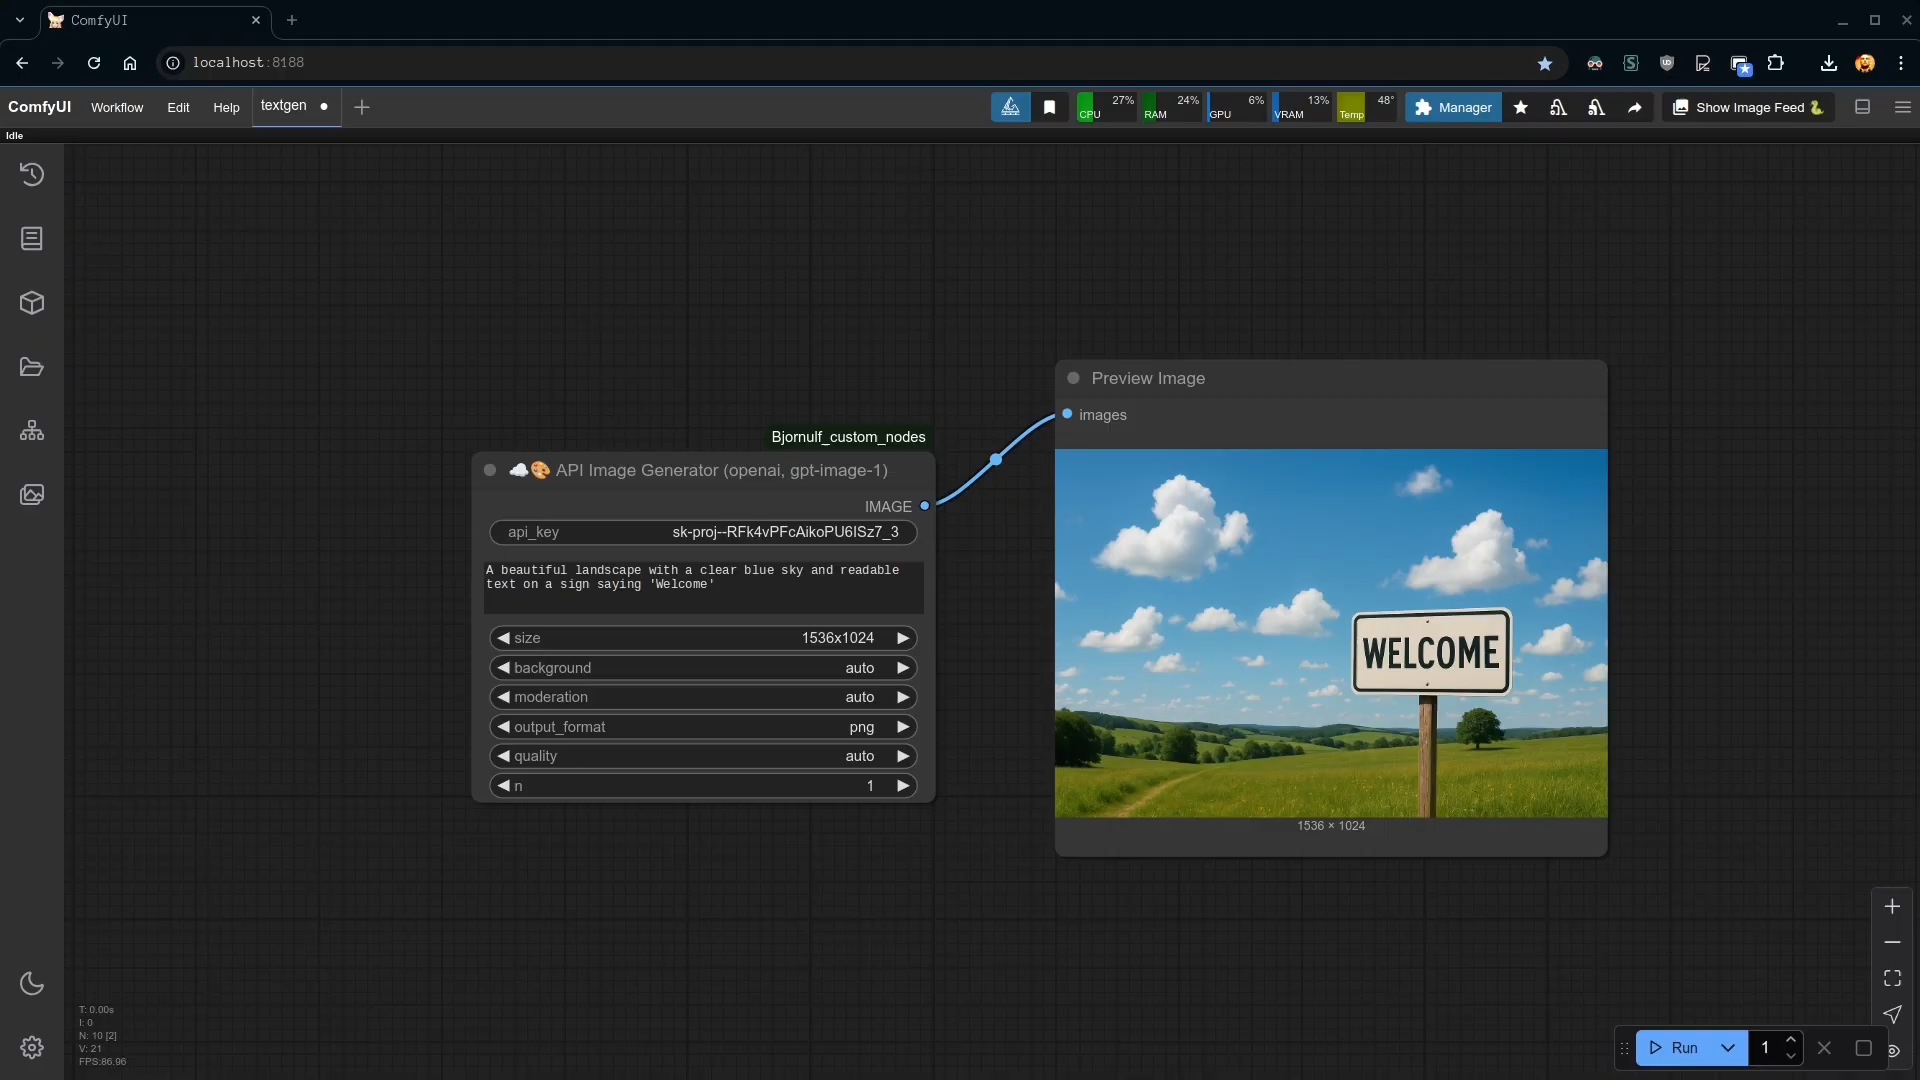 ComfyUI
localhost:8188
ComfyUI Workflow Edit Help textgen
27% CPU 24% RAM 6% GPU 13% VRAM 48° Temp Manager Show Image Feed
Idle
Preview Image
images
Bjornulf_custom_nodes
API Image Generator (openai, gpt-image-1)
IMAGE
api_key sk-proj--RFk4vPFcAikoPU6ISz7_3
A beautiful landscape with a clear blue sky and readable
text on a sign saying 'Welcome'
size 1536x1024
background auto
moderation auto
output_format png
quality auto
n 1
WELCOME
1536 × 1024
T: 0.00s
I: 0
N: 10 [2]
V: 21
FPS:86.96
Run 1